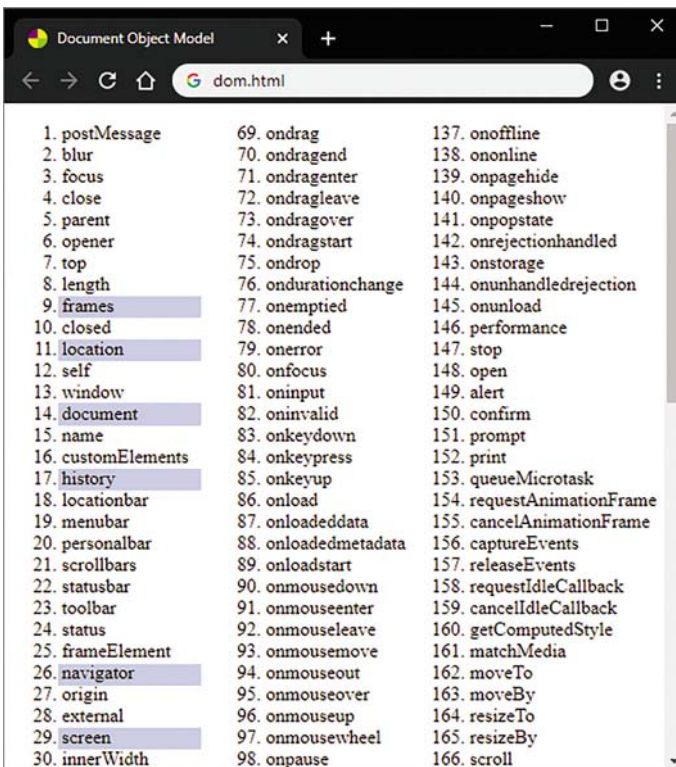 Document Object Model
dom.html
1. postMessage
2. blur
3. focus
4. close
5. parent
6. opener
7. top
8. length
9. frames
10. closed
11. location
12. self
13. window
14. document
15. name
16. customElements
17. history
18. locationbar
19. menubar
20. personalbar
21. scrollbars
22. statusbar
23. toolbar
24. status
25. frameElement
26. navigator
27. origin
28. external
29. screen
30. innerWidth
69. ondrag
70. ondragend
71. ondragenter
72. ondragleave
73. ondragover
74. ondragstart
75. ondrop
76. ondurationchange
77. onemptied
78. onended
79. onerror
80. onfocus
81. oninput
82. oninvalid
83. onkeydown
84. onkeypress
85. onkeyup
86. onload
87. onloadeddata
88. onloadedmetadata
89. onloadstart
90. onmousedown
91. onmouseenter
92. onmouseleave
93. onmousemove
94. onmouseout
95. onmouseover
96. onmouseup
97. onmousewheel
98. onpause
137. onoffline
138. ononline
139. onpagehide
140. onpageshow
141. onpopstate
142. onrejectionhandled
143. onstorage
144. onunhandledrejection
145. onunload
146. performance
147. stop
148. open
149. alert
150. confirm
151. prompt
152. print
153. queueMicrotask
154. requestAnimationFrame
155. cancelAnimationFrame
156. captureEvents
157. releaseEvents
158. requestIdleCallback
159. cancelIdleCallback
160. getComputedStyle
161. matchMedia
162. moveTo
163. moveBy
164. resizeTo
165. resizeBy
166. scroll